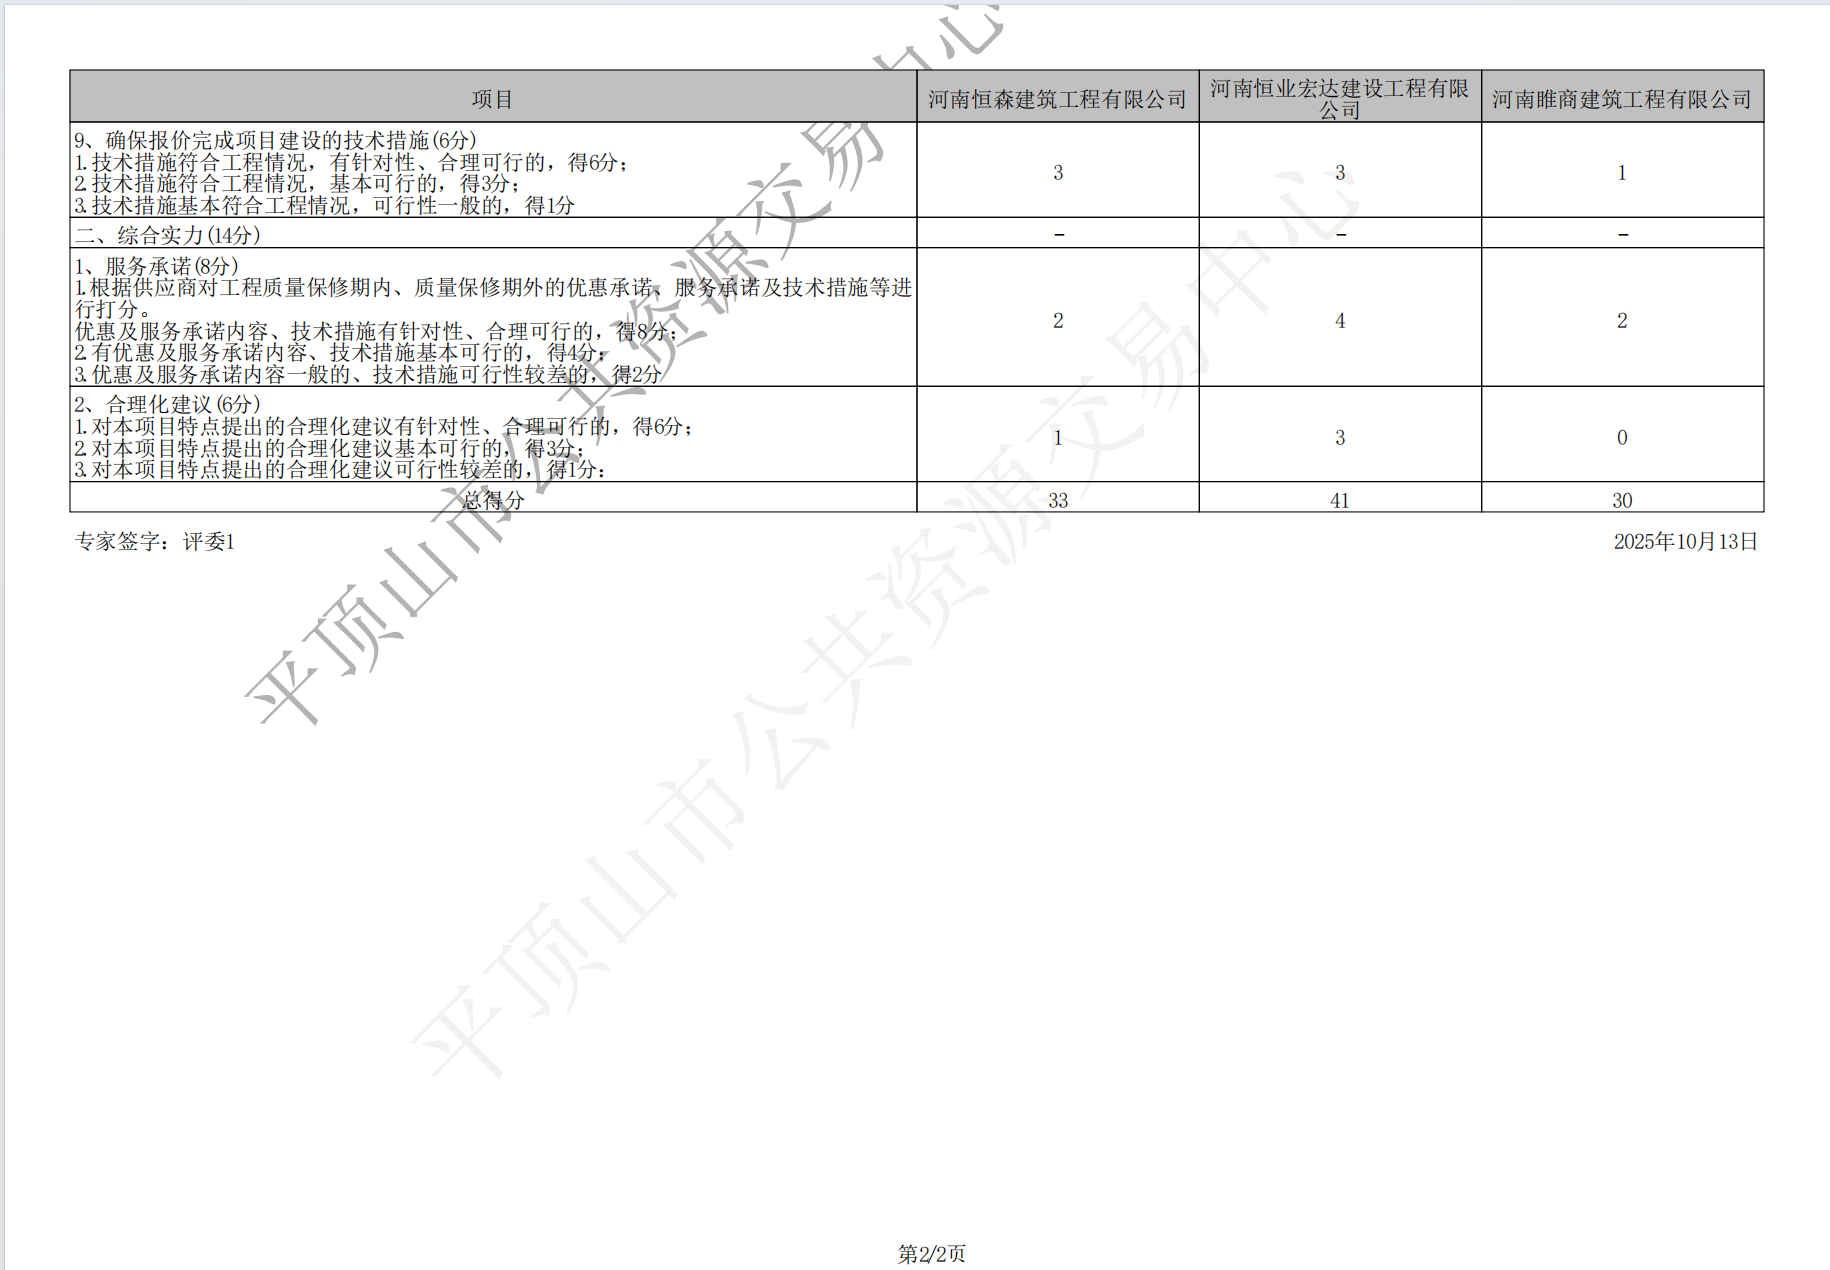 项目 河南恒森建筑工程有限公司 河南恒业宏达建设工程有限公司 河南睢商建筑工程有限公司
9、确保报价完成项目建设的技术措施(6分)
1.技术措施符合工程情况，有针对性、合理可行的，得6分；
2.技术措施符合工程情况，基本可行的，得3分；
3.技术措施基本符合工程情况，可行性一般的，得1分
3 3 1
二、综合实力(14分) － － －
1、服务承诺(8分)
1.根据供应商对工程质量保修期内、质量保修期外的优惠承诺、服务承诺及技术措施等进
行打分。
优惠及服务承诺内容、技术措施有针对性、合理可行的，得8分；
2.有优惠及服务承诺内容、技术措施基本可行的，得4分；
3.优惠及服务承诺内容一般的、技术措施可行性较差的，得2分
2 4 2
2、合理化建议(6分)
1.对本项目特点提出的合理化建议有针对性、合理可行的，得6分；
2.对本项目特点提出的合理化建议基本可行的，得3分；
3.对本项目特点提出的合理化建议可行性较差的，得1分：
1 3 0
总得分 33 41 30
专家签字：评委1 2025年10月13日
平顶山市公共资源交易中心
平顶山市公共资源交易中心
第2/2页